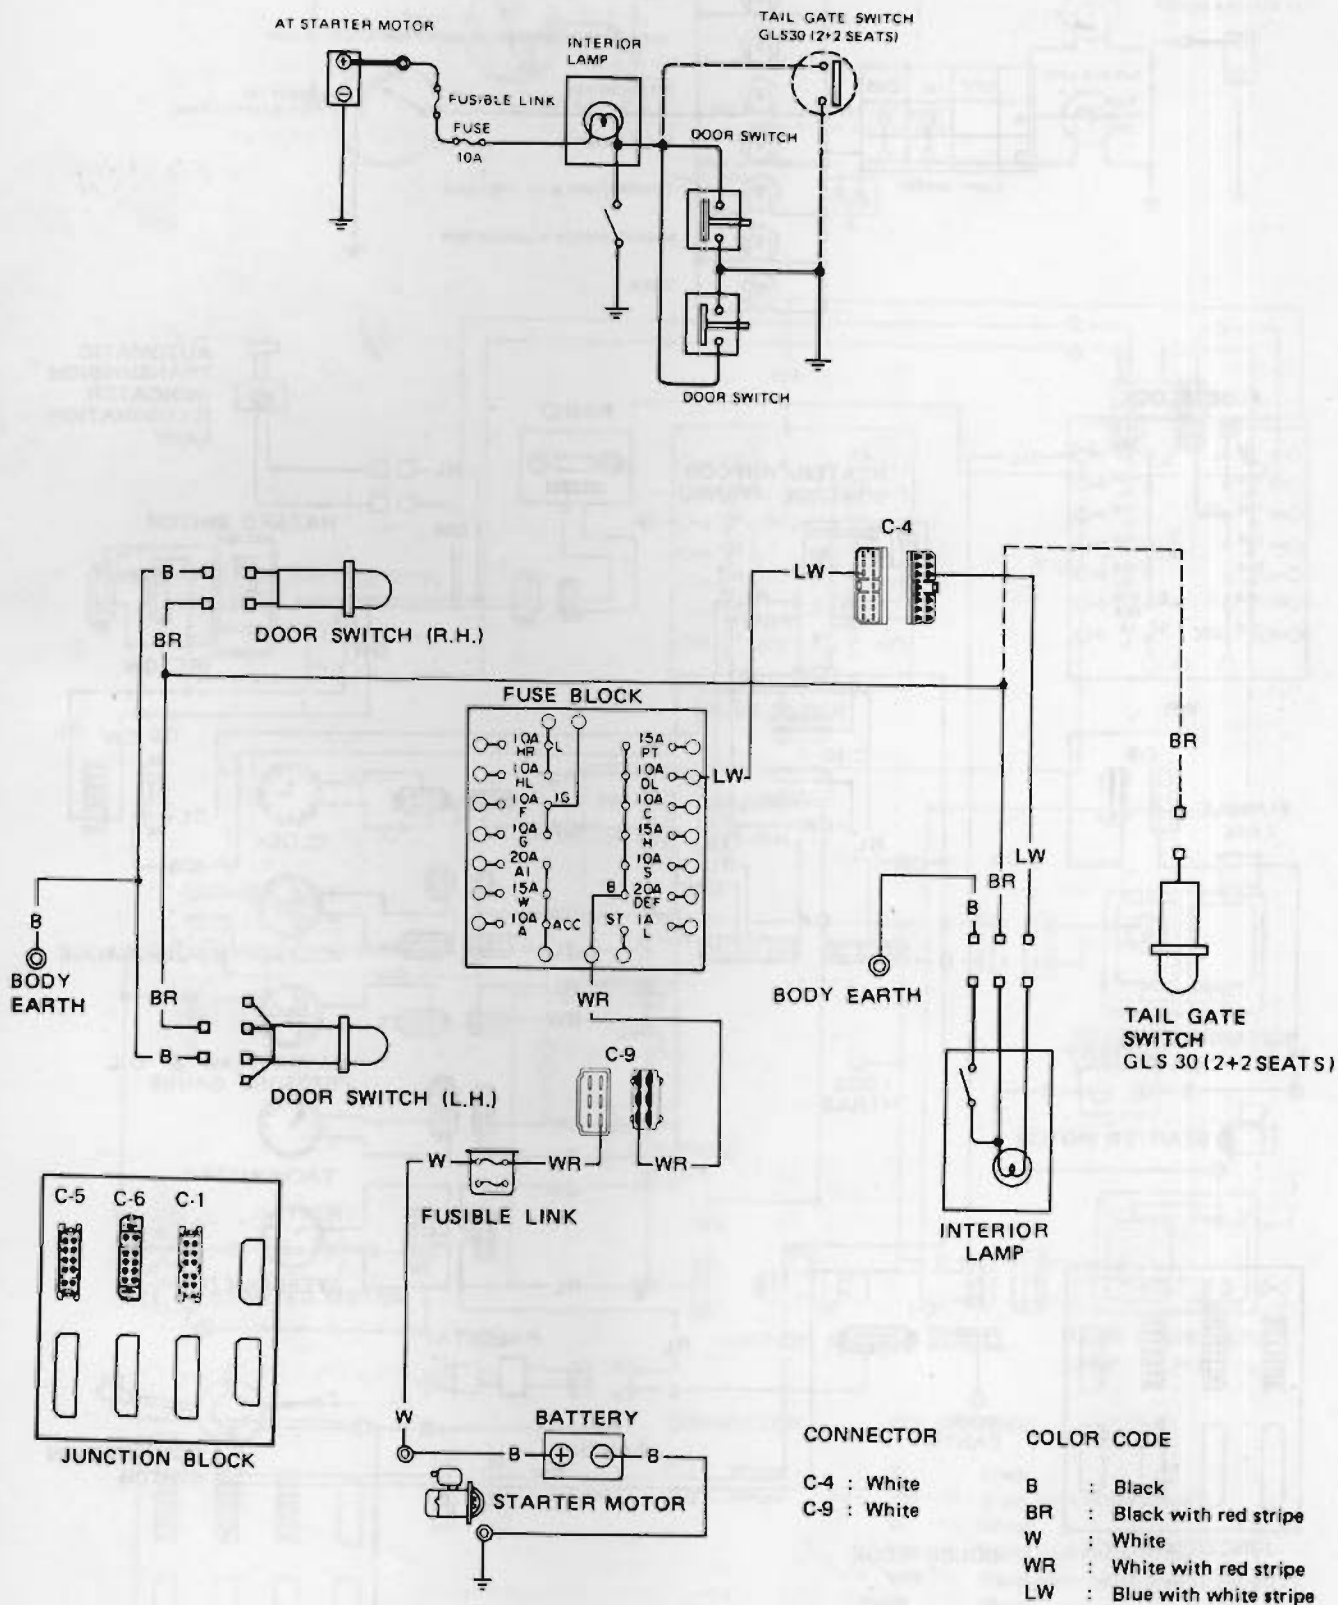 AT STARTER MOTOR
TAIL GATE SWITCH
GLS30 (2+2 SEATS)
INTERIOR
LAMP
FUSIBLE LINK
FUSE
10A
DOOR SWITCH
DOOR SWITCH
C-4
LW
B
BR
DOOR SWITCH (R.H.)
FUSE BLOCK
10A
HR
L
15A
PT
10A
HL
10A
DL
LW
BR
10A
F
IG
10A
C
10A
G
15A
H
20A
AI
10A
S
15A
W
B
20A
DEF
10A
A
ACC
ST
1A
L
LW
BR
B
B
BODY
EARTH
BR
WR
BODY EARTH
TAIL GATE
SWITCH
GLS 30 (2+2 SEATS)
B
DOOR SWITCH (L.H.)
C-9
W
WR
WR
FUSIBLE LINK
C-5
C-6
C-1
INTERIOR
LAMP
JUNCTION BLOCK
W
BATTERY
B
B
STARTER MOTOR
CONNECTOR
C-4 : White
C-9 : White
COLOR CODE
B : Black
BR : Black with red stripe
W : White
WR : White with red stripe
LW : Blue with white stripe